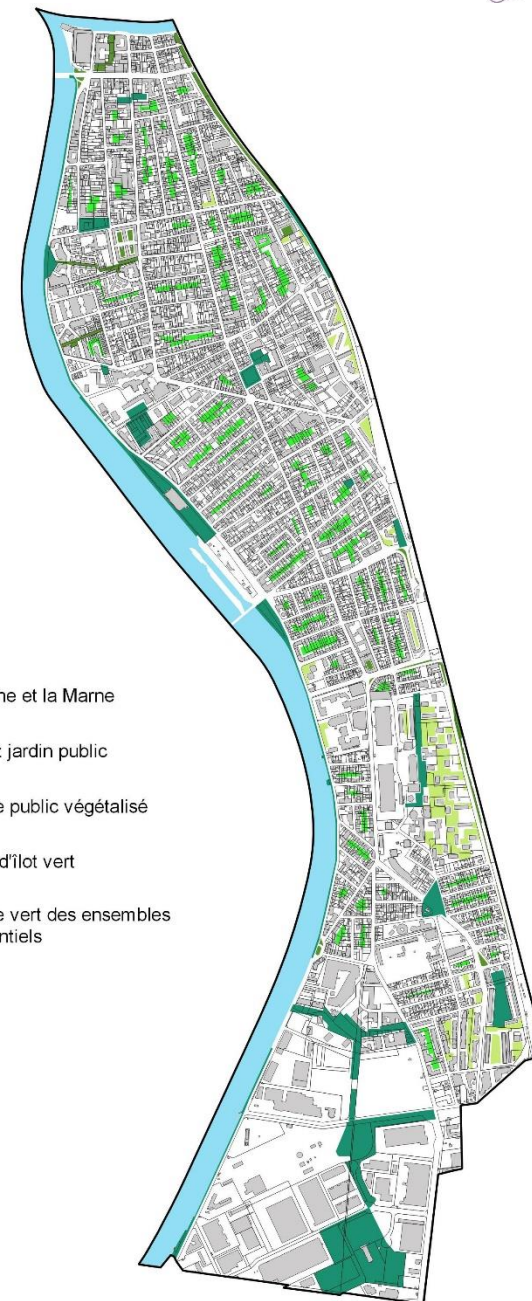 ne et la Marne
jardin public
e public végétalisé
d'îlot vert
e vert des ensembles
ntiels